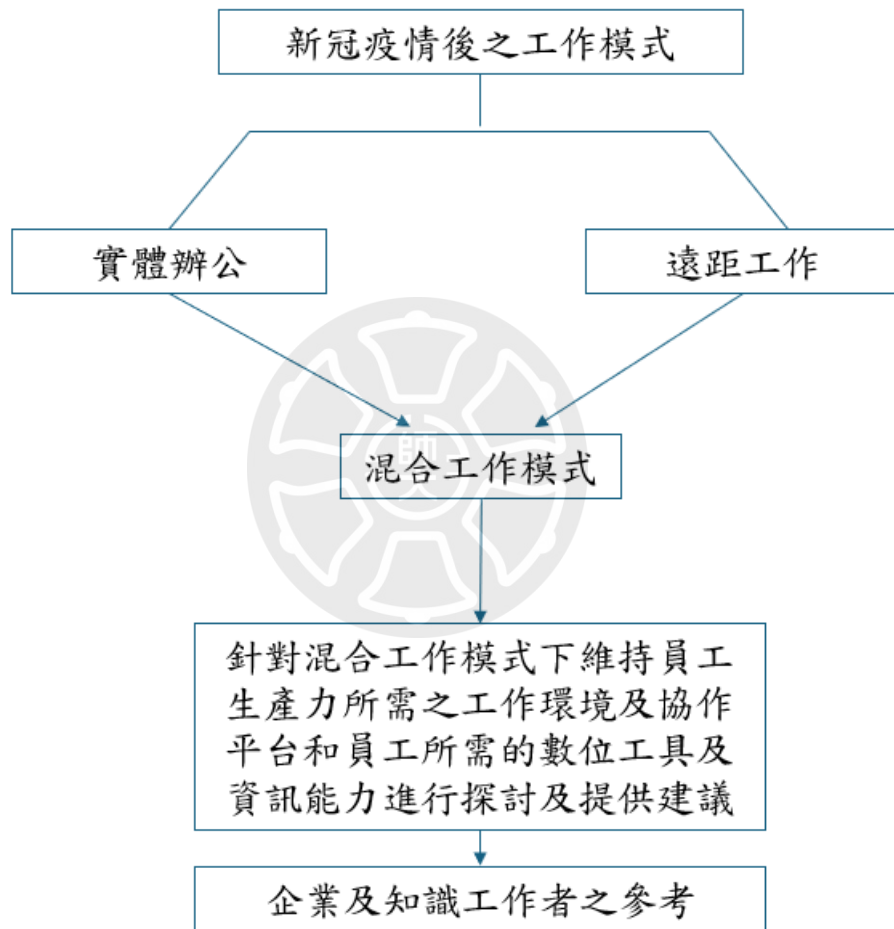 新冠疫情後之工作模式
實體辦公
遠距工作
師
大
混合工作模式
針對混合工作模式下維持員工
生產力所需之工作環境及協作
平台和員工所需的數位工具及
資訊能力進行探討及提供建議
企業及知識工作者之參考